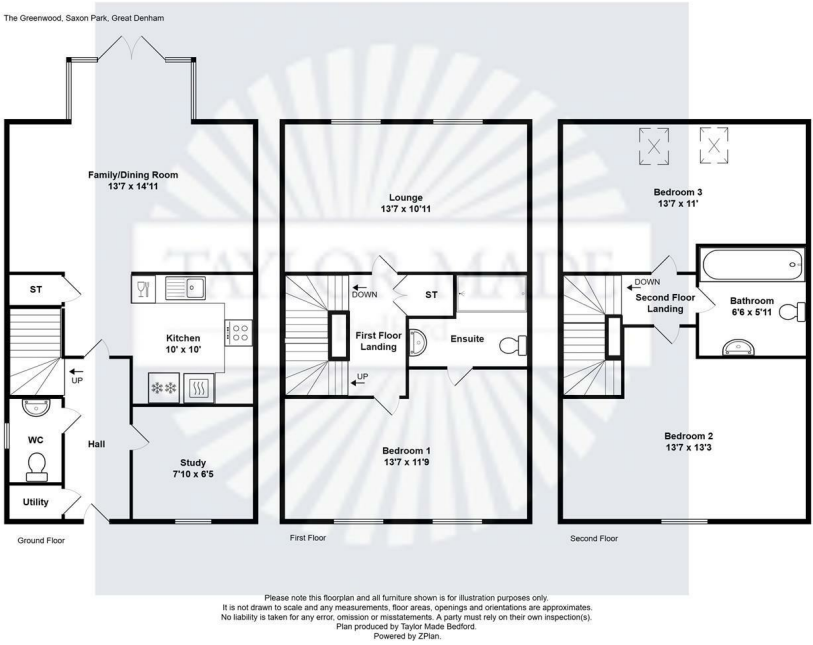 The Greenwood, Saxon Park, Great Denham
Family/Dining Room
13'7 x 14'11
ST
Kitchen
10' x 10'
UP
WC
Hall
Study
7'10 x 6'5
Utility
Ground Floor
Lounge
13'7 x 10'11
DOWN
ST
First Floor
Landing
Ensuite
UP
Bedroom 1
13'7 x 11'9
First Floor
Bedroom 3
13'7 x 11'
DOWN
Second Floor
Landing
Bathroom
6'6 x 5'11
Bedroom 2
13'7 x 13'3
Second Floor
TAYLOR MADE
Please note this floorplan and all furniture shown is for illustration purposes only.
It is not drawn to scale and any measurements, floor areas, openings and orientations are approximates.
No liability is taken for any error, omission or misstatements. A party must rely on their own inspection(s).
Plan produced by Taylor Made Bedford.
Powered by ZPlan.